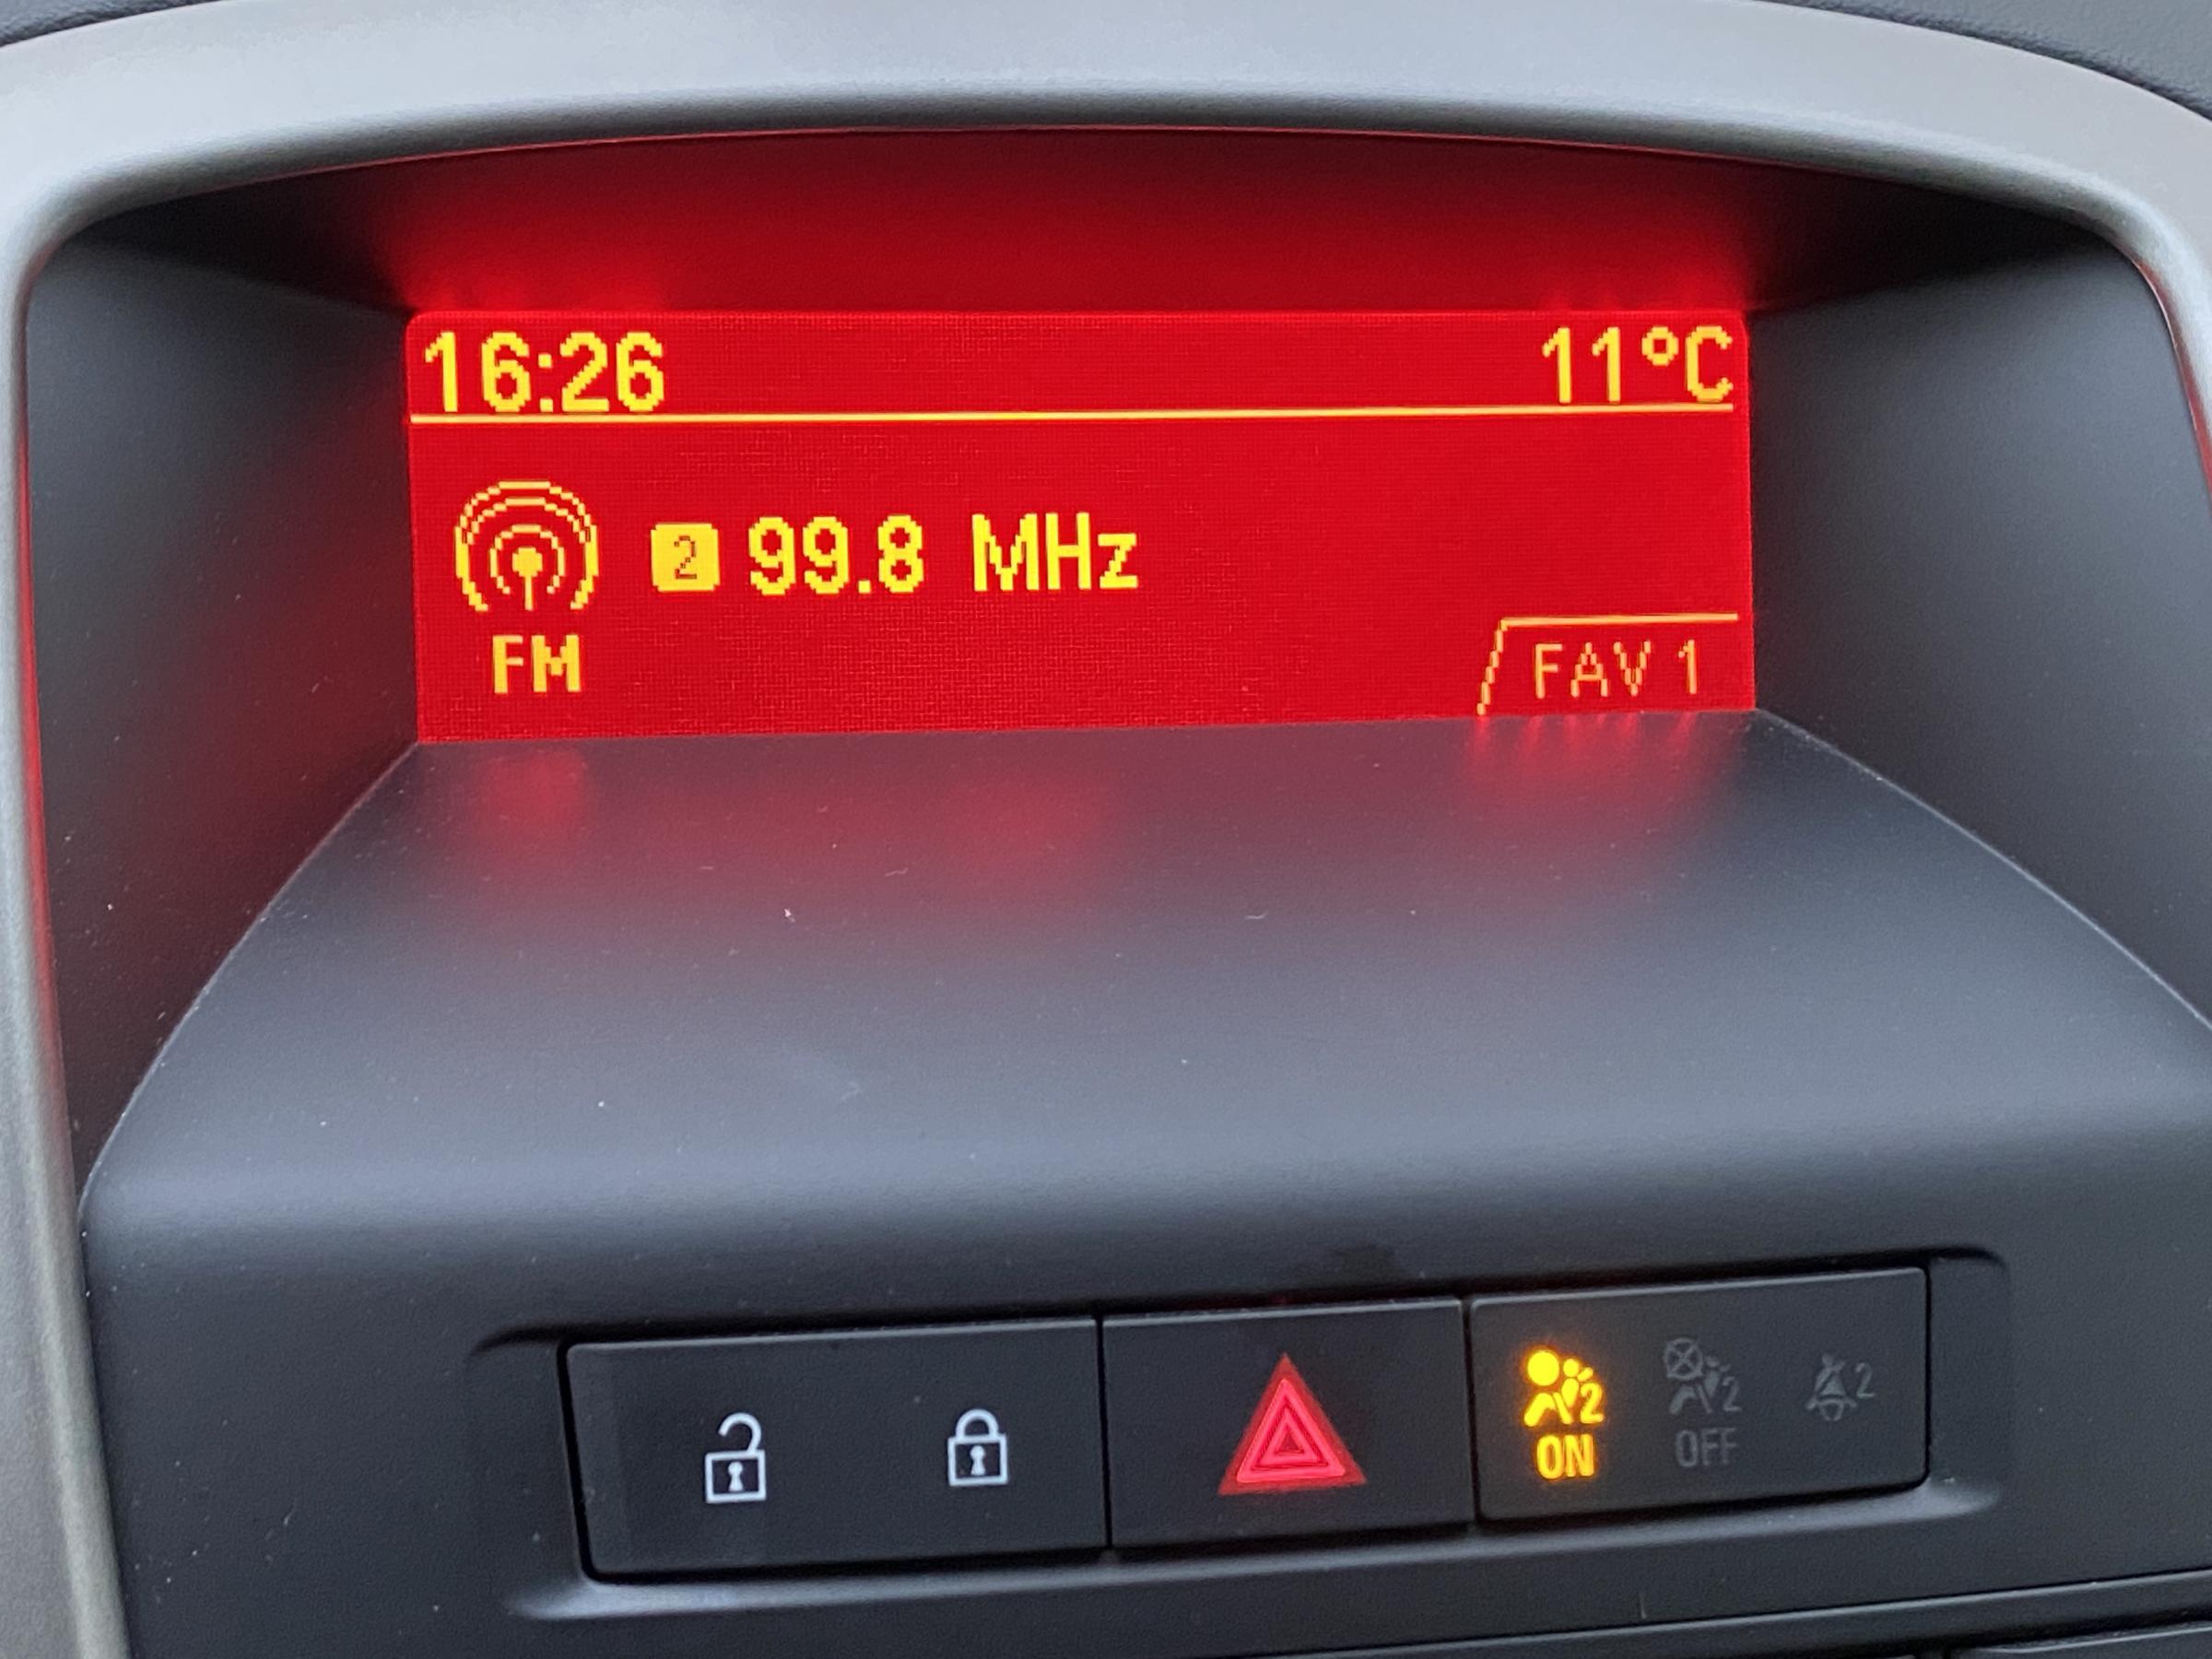 16:26 11°C
2 99.8 MHz
FM
FAV 1
2 2 2
ON OFF